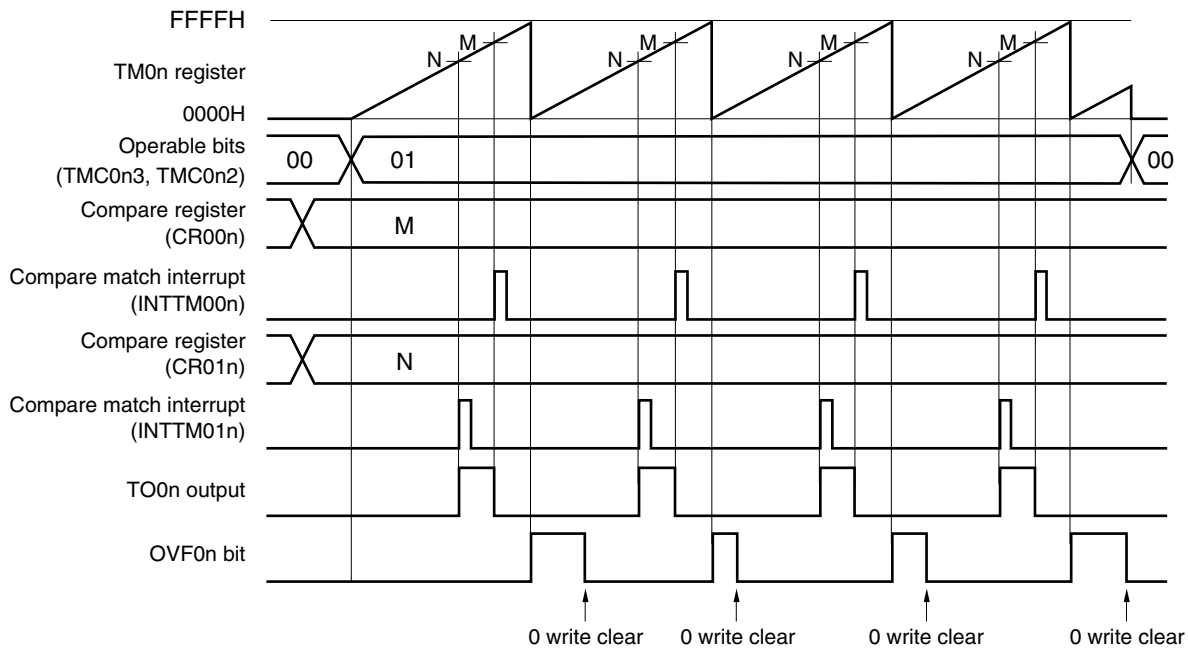 FFFFH
TM0n register
0000H
N M N M N M N M
Operable bits
(TMC0n3, TMC0n2)
00 01 00
Compare register
(CR00n)
M
Compare match interrupt
(INTTM00n)
Compare register
(CR01n)
N
Compare match interrupt
(INTTM01n)
TO0n output
OVF0n bit
0 write clear 0 write clear 0 write clear 0 write clear